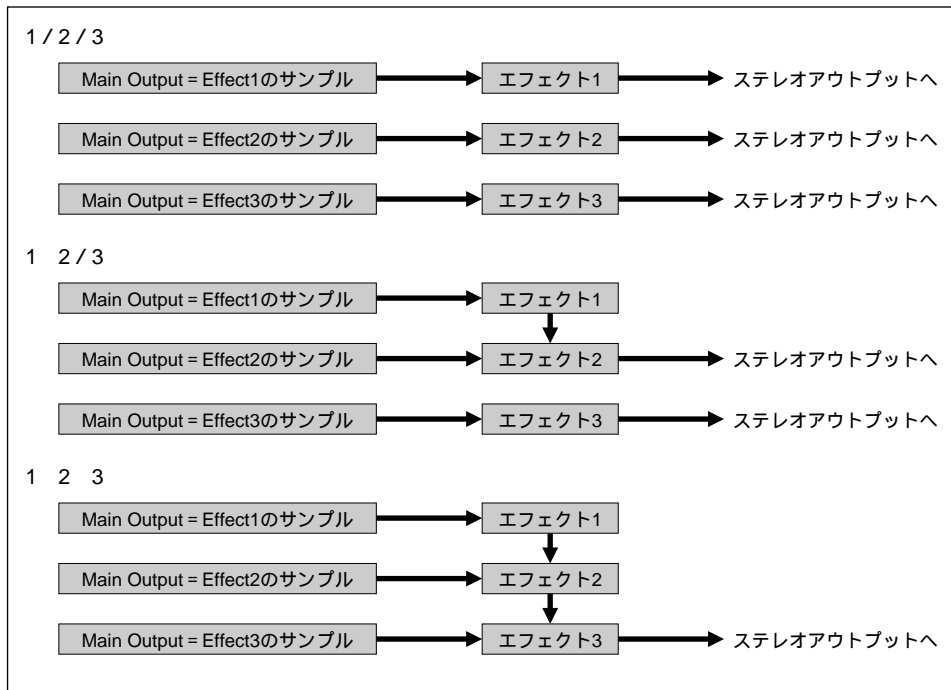 1 / 2 / 3
Main Output = Effect1のサンプル エフェクト1 ステレオアウトプットへ
Main Output = Effect2のサンプル エフェクト2 ステレオアウトプットへ
Main Output = Effect3のサンプル エフェクト3 ステレオアウトプットへ
1 2 / 3
Main Output = Effect1のサンプル エフェクト1
Main Output = Effect2のサンプル エフェクト2 ステレオアウトプットへ
Main Output = Effect3のサンプル エフェクト3 ステレオアウトプットへ
1 2 3
Main Output = Effect1のサンプル エフェクト1
Main Output = Effect2のサンプル エフェクト2
Main Output = Effect3のサンプル エフェクト3 ステレオアウトプットへ